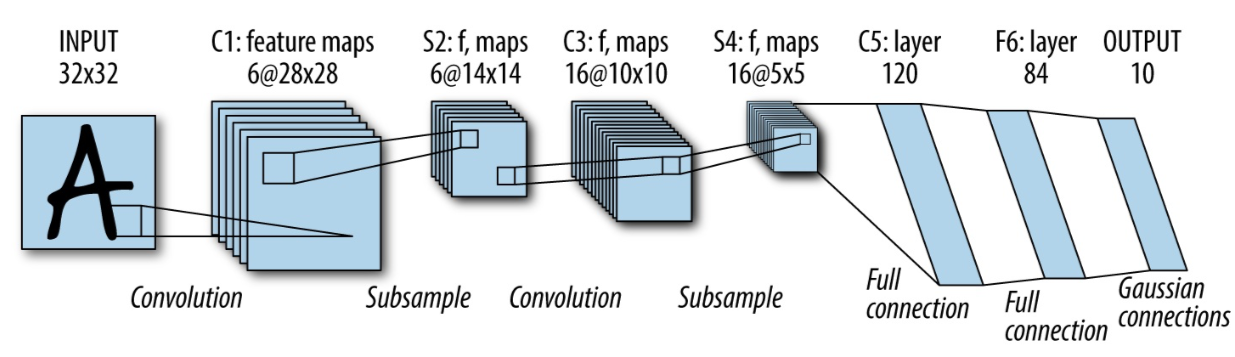 INPUT
32x32
C1: feature maps
6@28x28
S2: f, maps
6@14x14
C3: f, maps
16@10x10
S4: f, maps
16@5x5
C5: layer
120
F6: layer
84
OUTPUT
10
A
Convolution
Subsample
Convolution
Subsample
Full
connection
Full
connection
Gaussian
connections